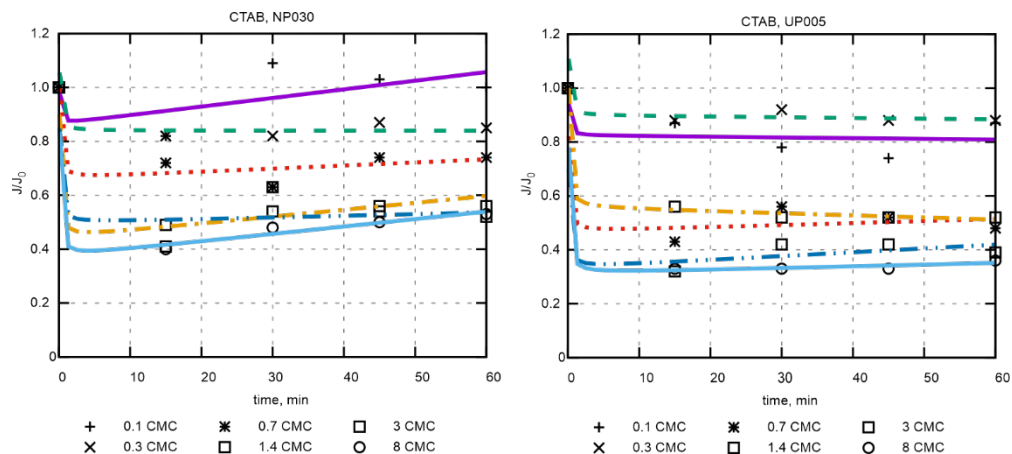 CTAB, NP030
1.2
1.0
0.8
0.6
0.4
0.2
0
J/J0
0 10 20 30 40 50 60
time, min
+ 0.1 CMC
× 0.3 CMC
0.7 CMC
1.4 CMC
3 CMC
8 CMC
CTAB, UP005
1.2
1.0
0.8
0.6
0.4
0.2
0
J/J0
0 10 20 30 40 50 60
time, min
+ 0.1 CMC
× 0.3 CMC
0.7 CMC
1.4 CMC
3 CMC
8 CMC